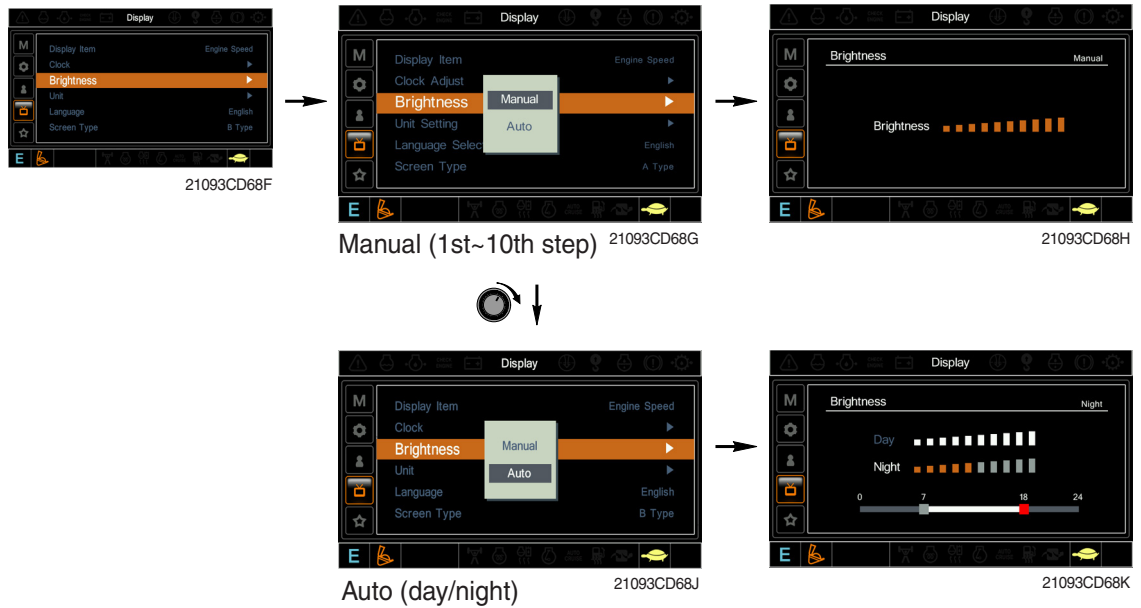 Display
M
Display Item Engine Speed
Clock
Brightness
Unit
Language English
Screen Type B Type
E
21093CD68F
Display
M
Display Item Engine Speed
Clock Adjust
Brightness
Manual
Auto
Unit Setting
Language Selec English
Screen Type A Type
E
Manual (1st~10th step) 21093CD68G
Display
M
Brightness Manual
Brightness
E
21093CD68H
Display
M
Display Item Engine Speed
Clock
Brightness
Manual
Auto
Unit
Language English
Screen Type B Type
E
Auto (day/night) 21093CD68J
Display
M
Brightness Night
Day
Night
0 7 18 24
E
21093CD68K